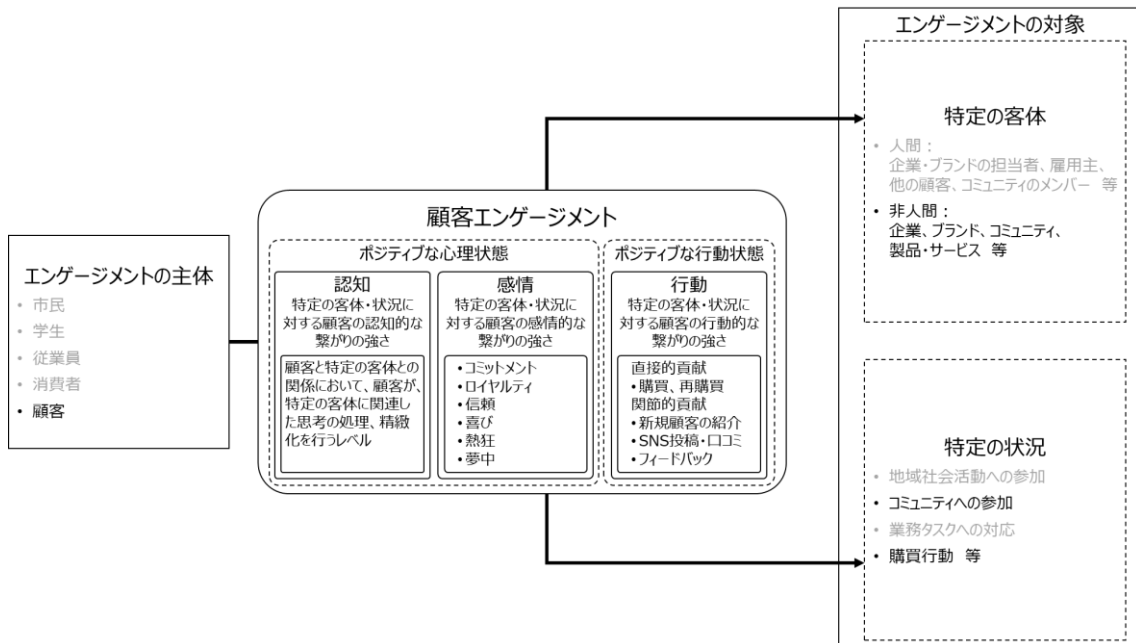 エンゲージメントの主体
• 市民
• 学生
• 従業員
• 消費者
• 顧客
顧客エンゲージメント
ポジティブな心理状態
認知
特定の客体・状況に
対する顧客の認知的な
繋がりの強さ
顧客と特定の客体との
関係において、顧客が、
特定の客体に関連し
た思考の処理、精緻
化を行うレベル
感情
特定の客体・状況に
対する顧客の感情的な
繋がりの強さ
•コミットメント
•ロイヤルティ
•信頼
•喜び
•熱狂
•夢中
ポジティブな行動状態
行動
特定の客体・状況に
対する顧客の行動的な
繋がりの強さ
直接的貢献
•購買、再購買
関節的貢献
•新規顧客の紹介
•SNS投稿・口コミ
•フィードバック
エンゲージメントの対象
特定の客体
• 人間：
企業・ブランドの担当者、雇用主、
他の顧客、コミュニティのメンバー 等
• 非人間：
企業、ブランド、コミュニティ、
製品・サービス 等
特定の状況
• 地域社会活動への参加
• コミュニティへの参加
• 業務タスクへの対応
• 購買行動 等